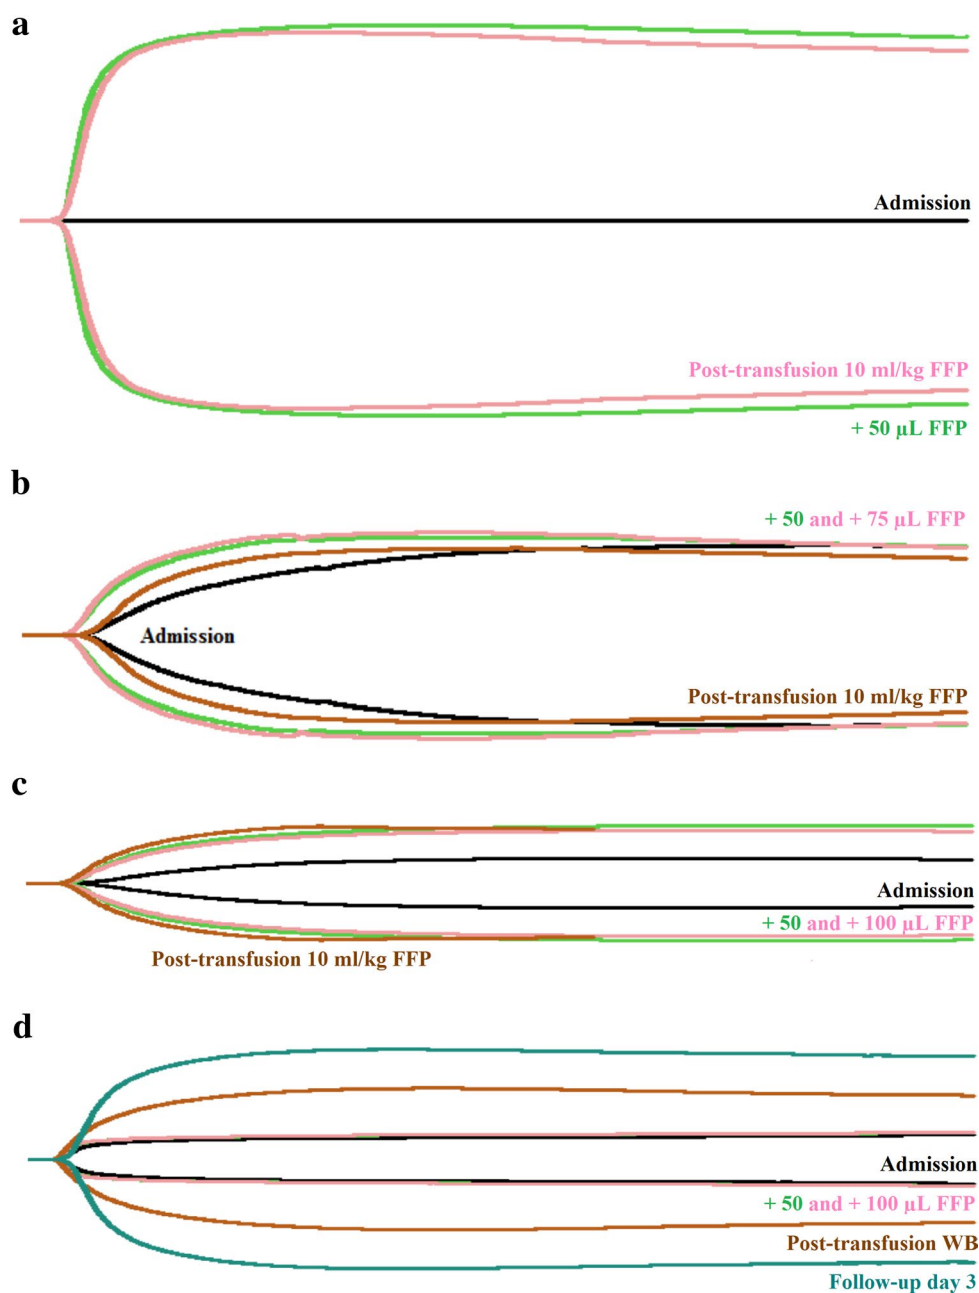 a
Admission
Post-transfusion 10 ml/kg FFP
+ 50 µL FFP
b
+ 50 and + 75 µL FFP
Admission
Post-transfusion 10 ml/kg FFP
c
Admission
+ 50 and + 100 µL FFP
Post-transfusion 10 ml/kg FFP
d
Admission
+ 50 and + 100 µL FFP
Post-transfusion WB
Follow-up day 3